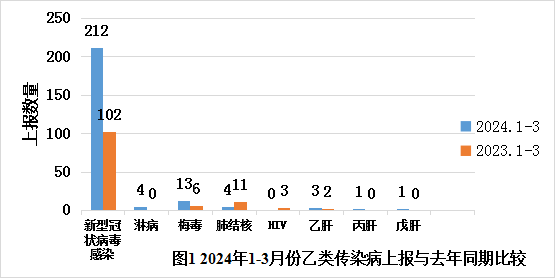 250
200
150
100
50
0
上报数量
212
102
4 0
13 6
4 11
0 3
3 2
1 0
1 0
新型冠
状病毒
感染
淋病
梅毒
肺结核
HIV
乙肝
丙肝
戊肝
2024.1-3
2023.1-3
图1 2024年1-3月份乙类传染病上报与去年同期比较